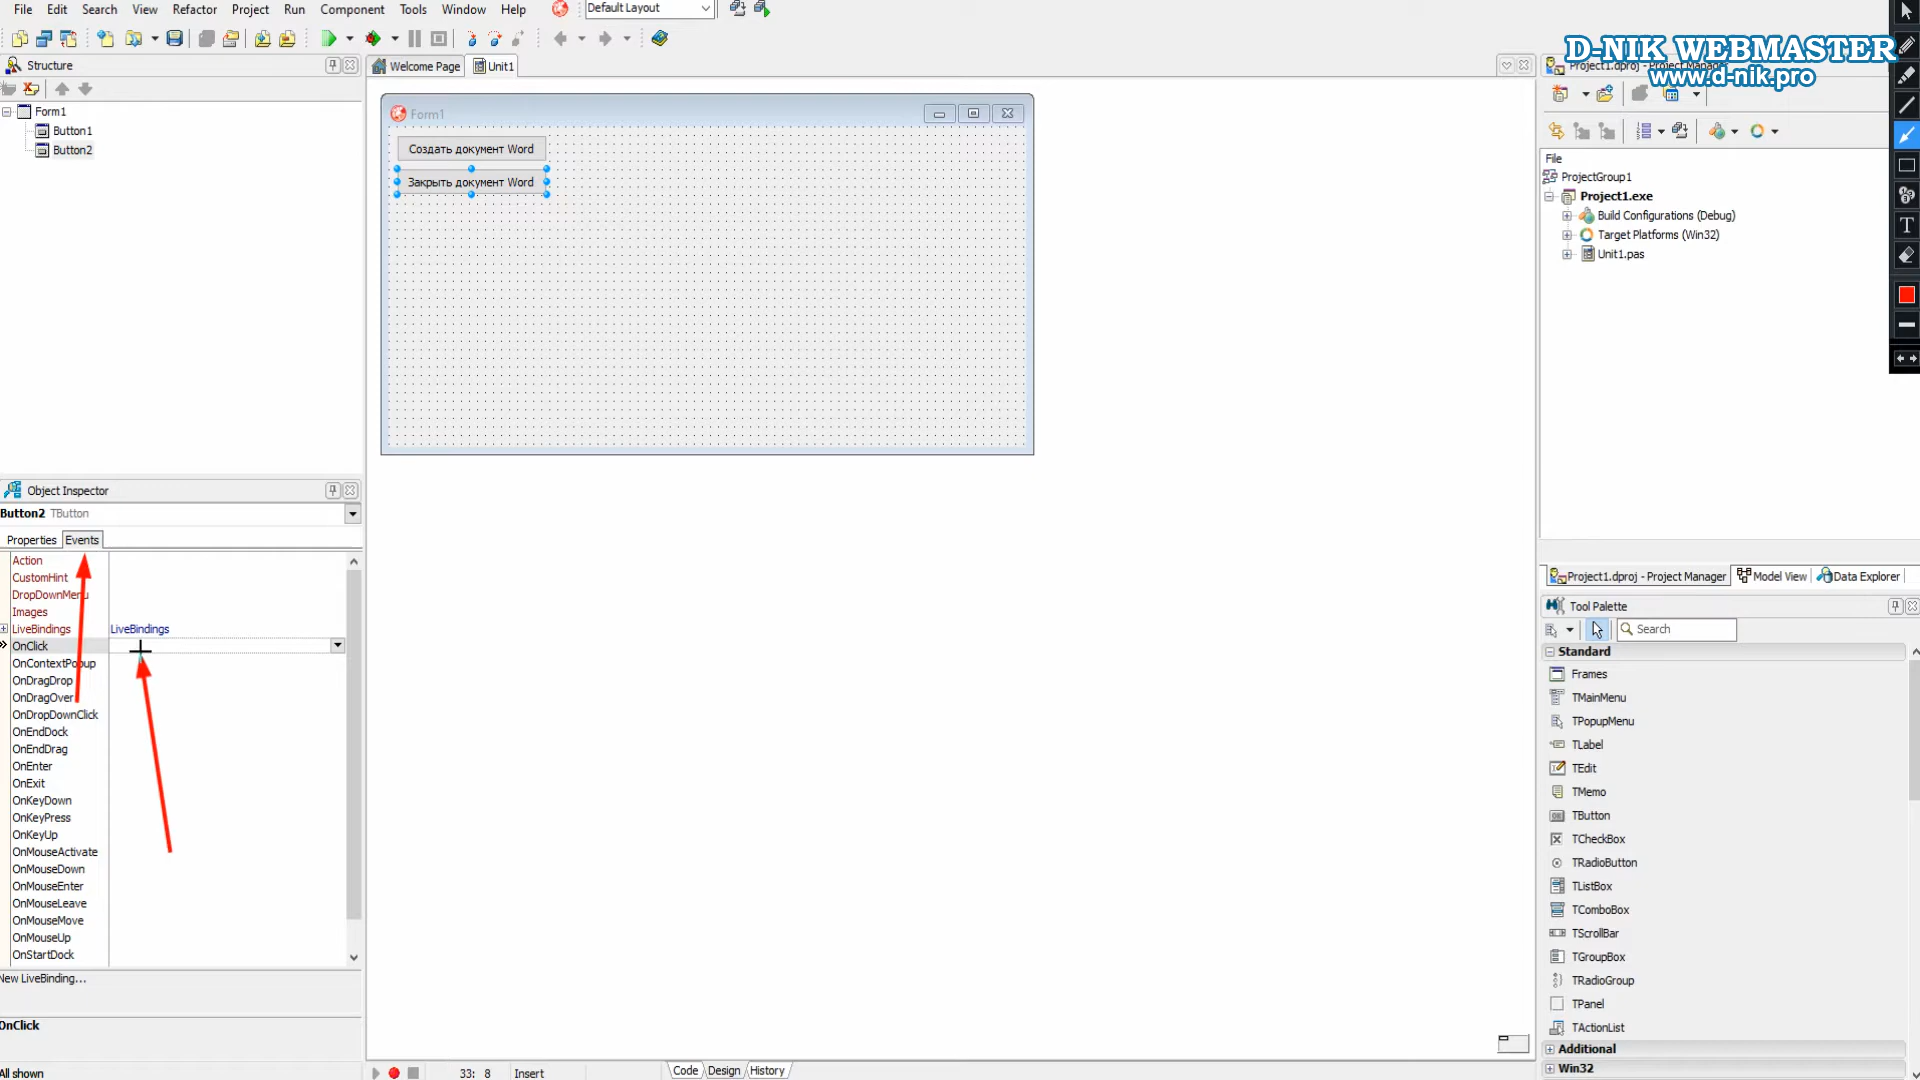 File Edit Search View Refactor Project Run Component Tools Window Help Default Layout
D-NIK WEBMASTER
www.d-nik.pro
Structure
Welcome Page Unit1
Project1.dproj - Project Manager
Form1
Button1
Button2
Form1
Создать документ Word
Закрыть документ Word
File
ProjectGroup1
Project1.exe
Build Configurations (Debug)
Target Platforms (Win32)
Unit1.pas
Object Inspector
Button2 TButton
Properties Events
Action
CustomHint
DropDownMenu
Images
LiveBindings LiveBindings
OnClick
OnContextPopup
OnDragDrop
OnDragOver
OnDropDownClick
OnEndDock
OnEndDrag
OnEnter
OnExit
OnKeyDown
OnKeyPress
OnKeyUp
OnMouseActivate
OnMouseDown
OnMouseEnter
OnMouseLeave
OnMouseMove
OnMouseUp
OnStartDock
New LiveBinding...
OnClick
All shown
33: 8 Insert
Code Design History
Project1.dproj - Project Manager Model View Data Explorer
Tool Palette
Search
Standard
Frames
TMainMenu
TPopupMenu
TLabel
TEdit
TMemo
TButton
TCheckBox
TRadioButton
TListBox
TComboBox
TScrollBar
TGroupBox
TRadioGroup
TPanel
TActionList
Additional
Win32